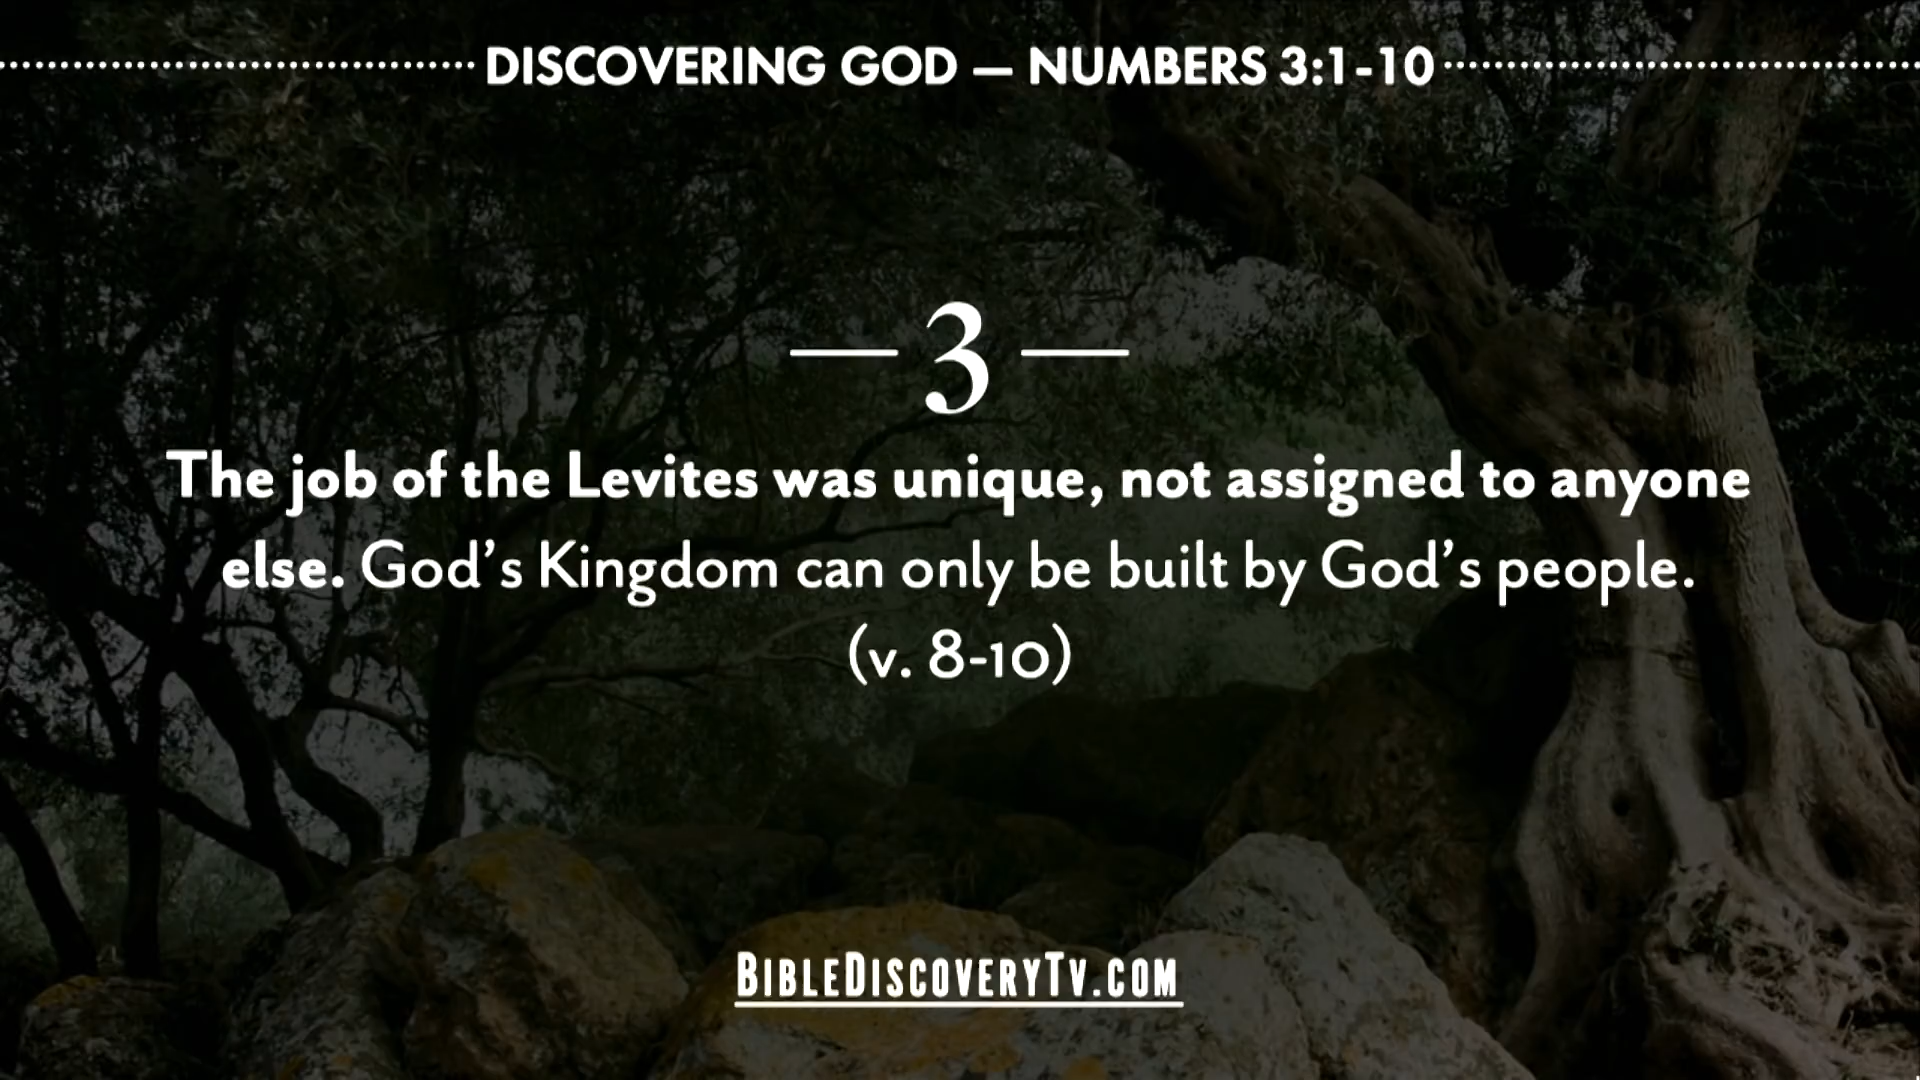 DISCOVERING GOD — NUMBERS 3:1-10
— 3 —
The job of the Levites was unique, not assigned to anyone
else. God’s Kingdom can only be built by God’s people.
(v. 8-10)
BIBLEDISCOVERYTV.COM